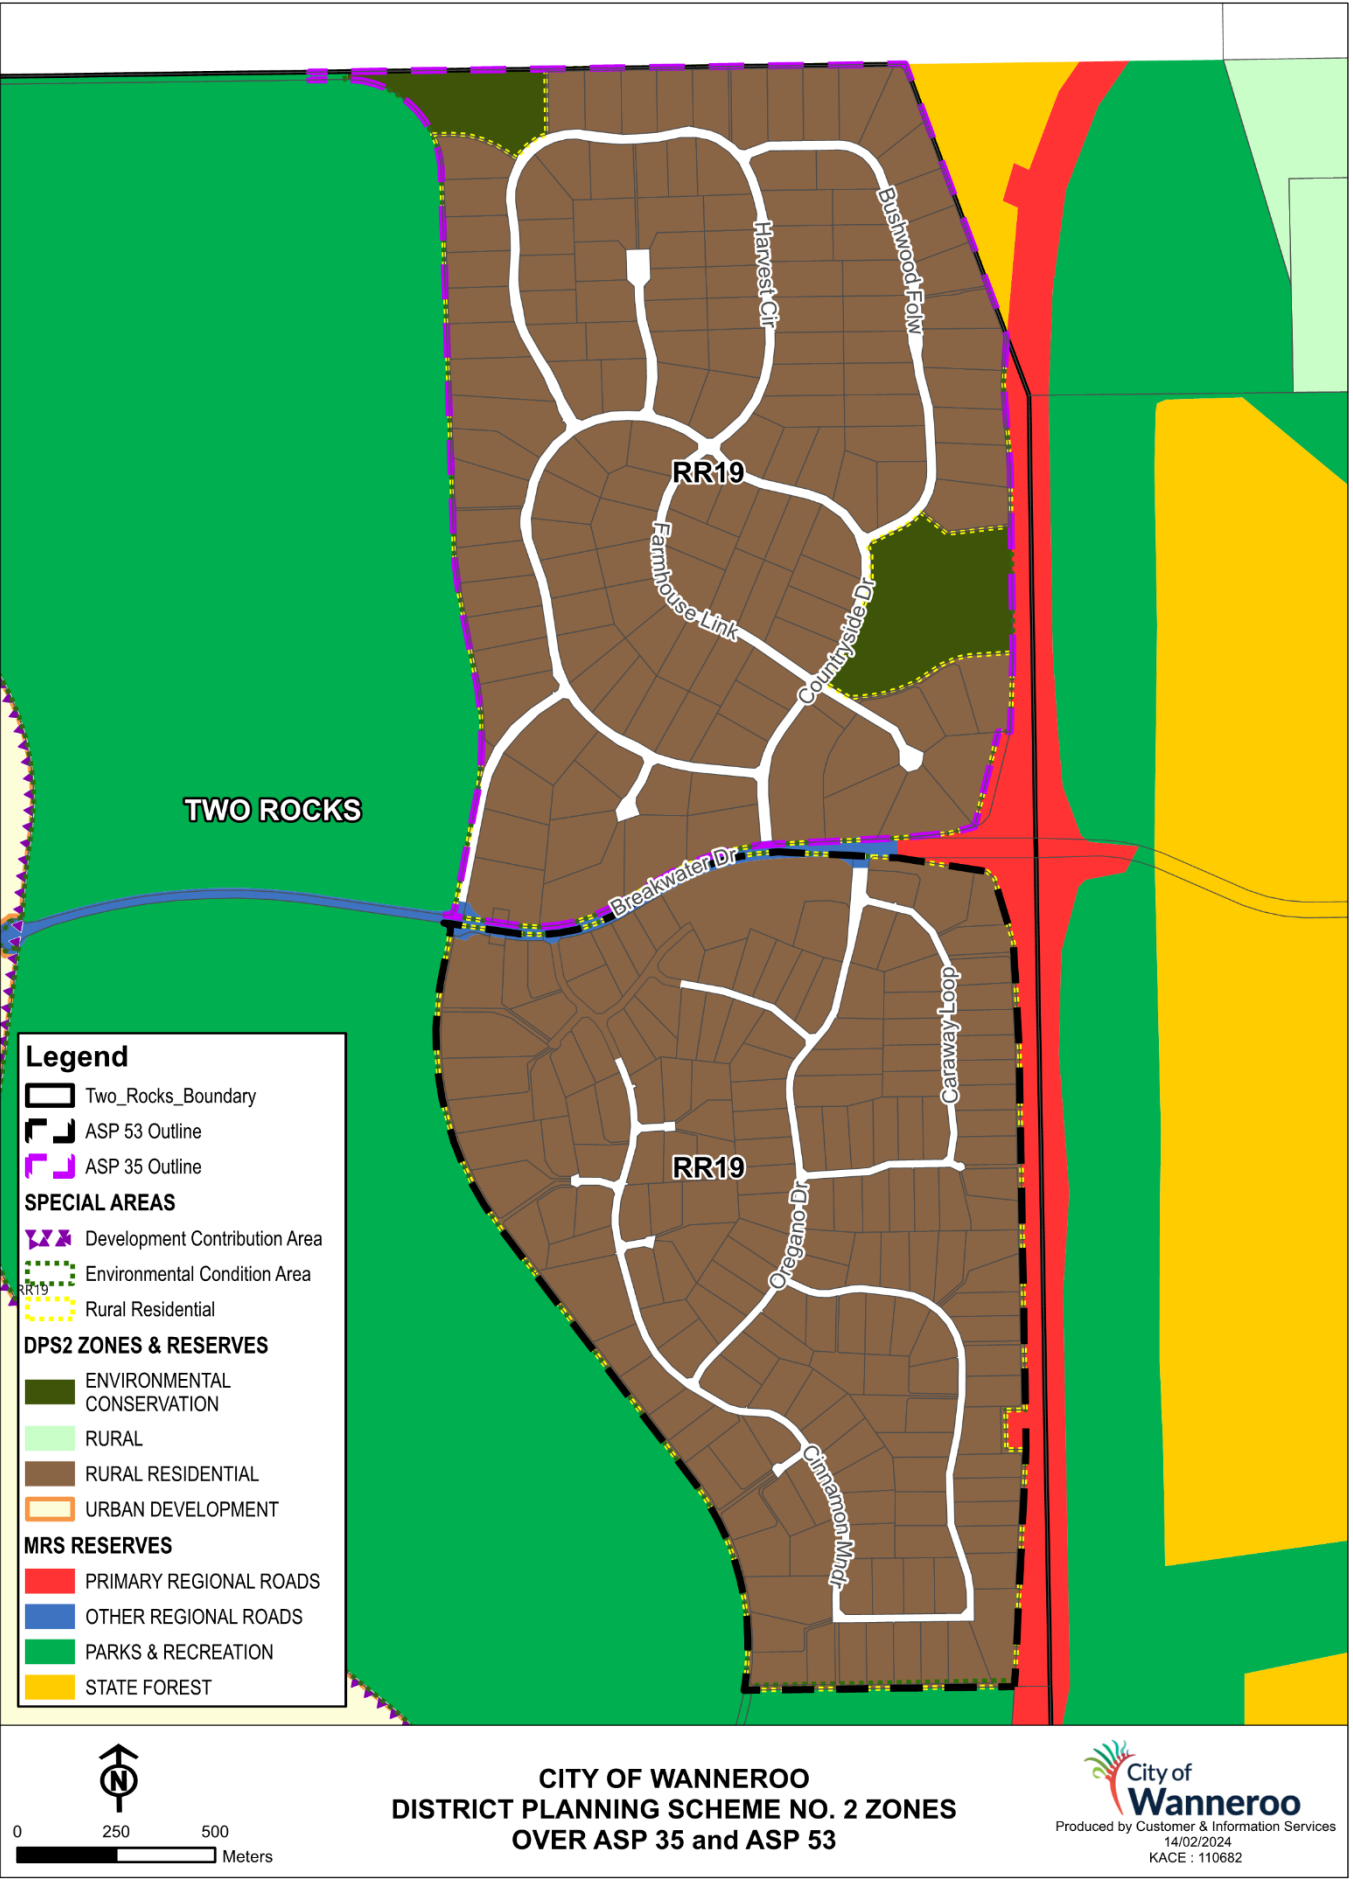 Harvest Cir
Bushwood Folw
RR19
Farmhouse Link
Countryside Dr
TWO ROCKS
Breakwater Dr
Caraway Loop
RR19
Oregano Dr
Cinnamon Mndr
Legend
Two_Rocks_Boundary
ASP 53 Outline
ASP 35 Outline
SPECIAL AREAS
Development Contribution Area
Environmental Condition Area
RR19
Rural Residential
DPS2 ZONES & RESERVES
ENVIRONMENTAL
CONSERVATION
RURAL
RURAL RESIDENTIAL
URBAN DEVELOPMENT
MRS RESERVES
PRIMARY REGIONAL ROADS
OTHER REGIONAL ROADS
PARKS & RECREATION
STATE FOREST
N
0 250 500
Meters
CITY OF WANNEROO
DISTRICT PLANNING SCHEME NO. 2 ZONES
OVER ASP 35 and ASP 53
City of
Wanneroo
Produced by Customer & Information Services
14/02/2024
KACE : 110682